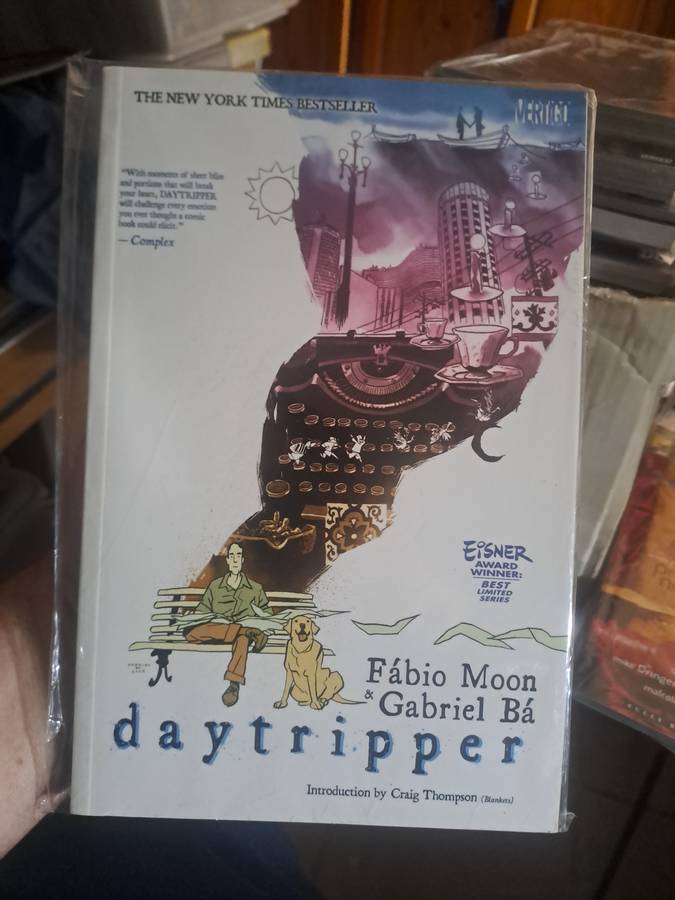 THE NEW YORK TIMES BESTSELLER
VERTIGO
"With moments of sheer bliss
and portions that will break
your heart, DAYTRIPPER
will challenge every emotion
you ever thought a comic
book could elicit."
— Complex
EISNER
AWARD
WINNER:
BEST
LIMITED
SERIES
Fábio Moon
& Gabriel Bá
daytripper
Introduction by Craig Thompson (Blankets)